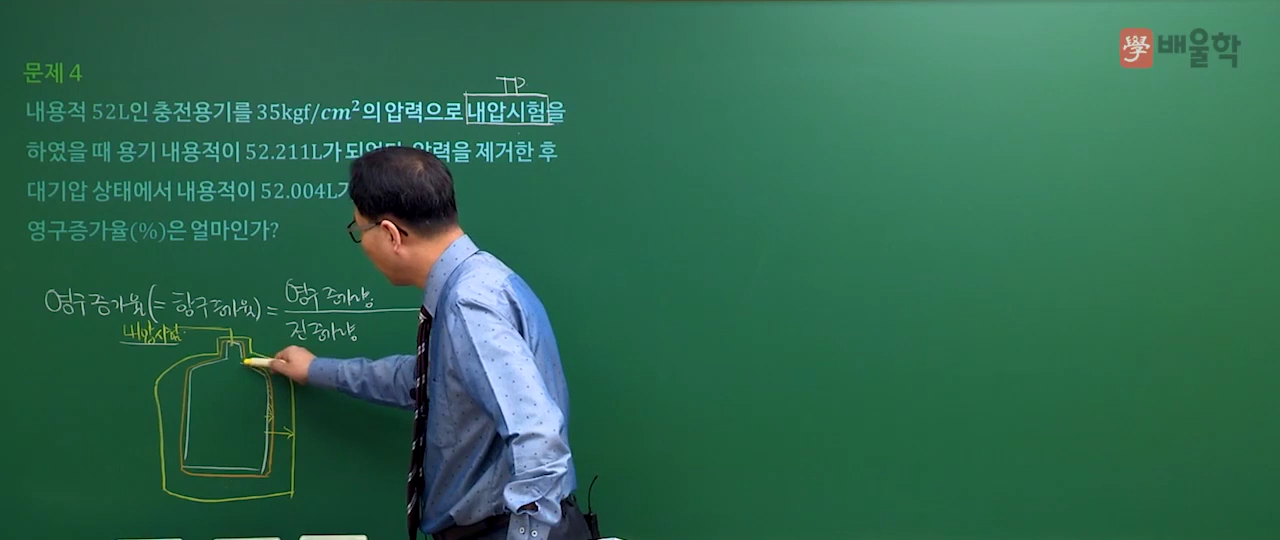 學 배울학
문제 4
TP
내용적 52L인 충전용기를 35kgf/cm²의 압력으로 내압시험을
하였을 때 용기 내용적이 52.211L가 되었다. 압력을 제거한 후
대기압 상태에서 내용적이 52.004L가
영구증가율(%)은 얼마인가?
영구증가율(= 항구증가율) = 영구 증가량
전증가량
내압시험